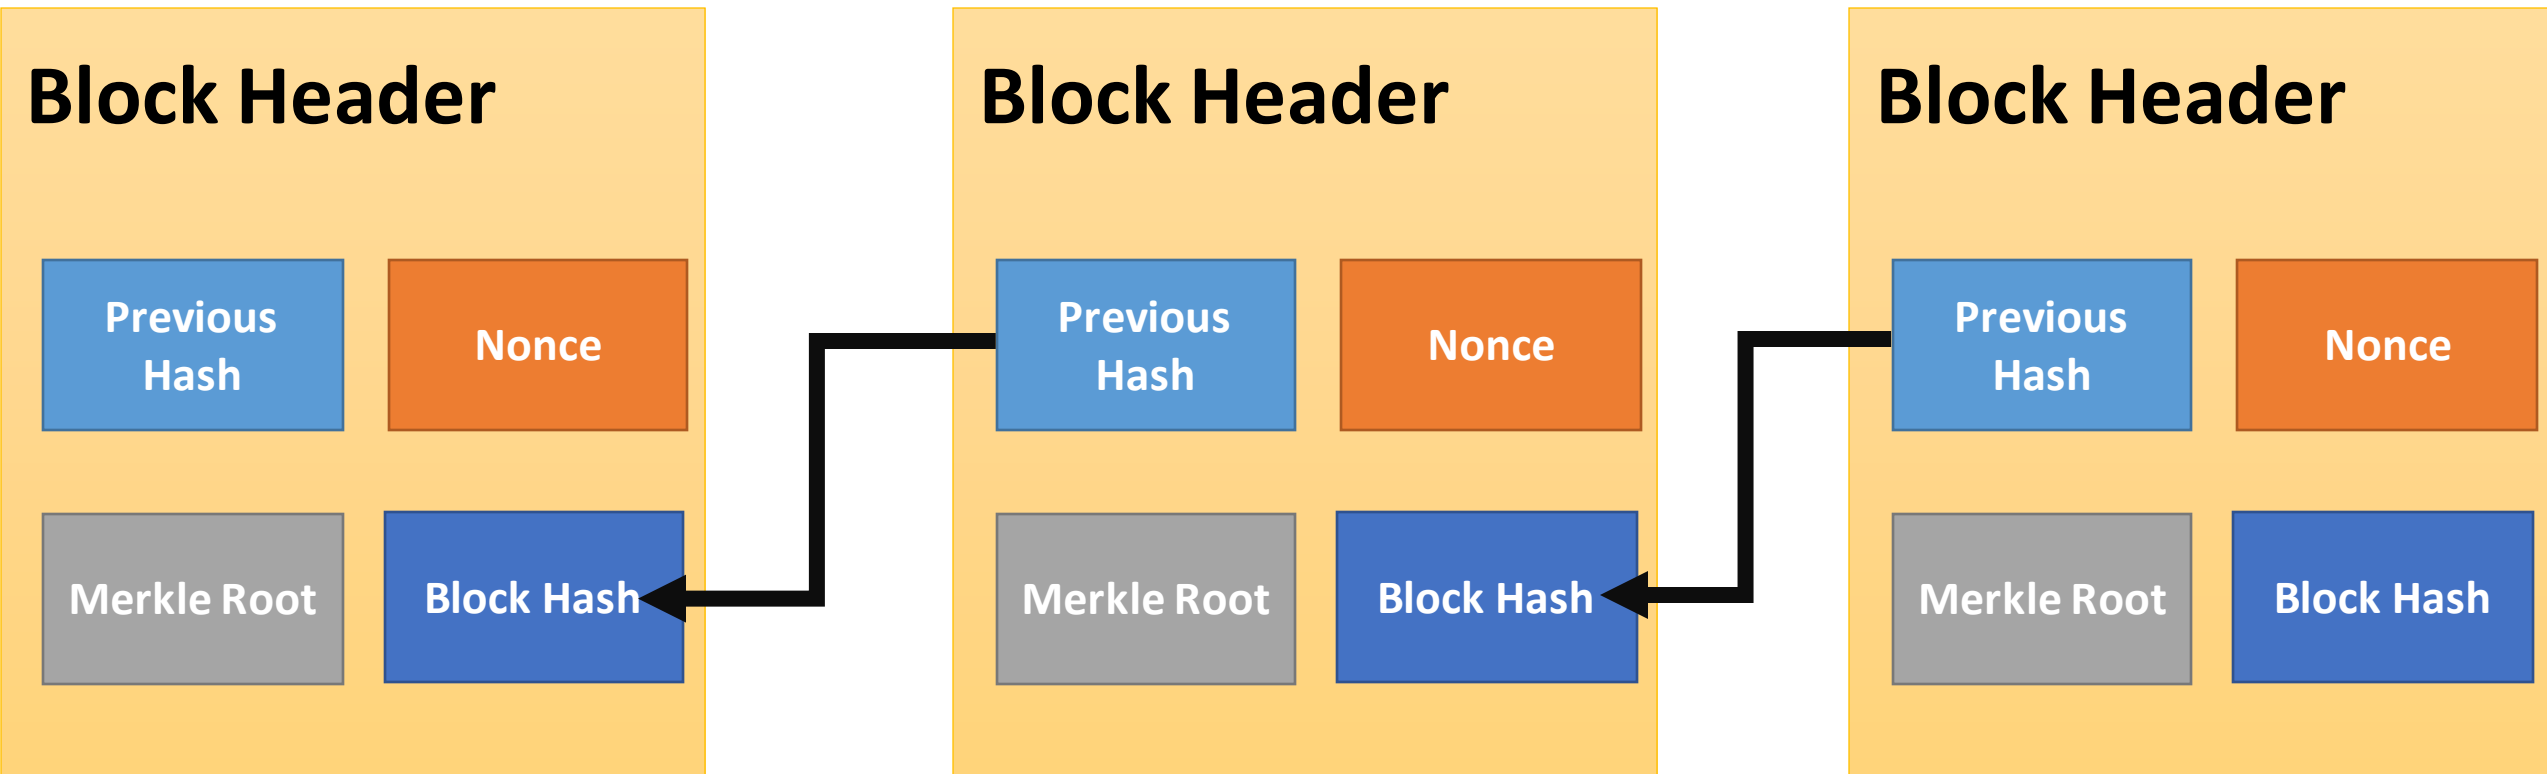 Block Header
Previous
Hash
Nonce
Merkle Root
Block Hash
Block Header
Previous
Hash
Nonce
Merkle Root
Block Hash
Block Header
Previous
Hash
Nonce
Merkle Root
Block Hash